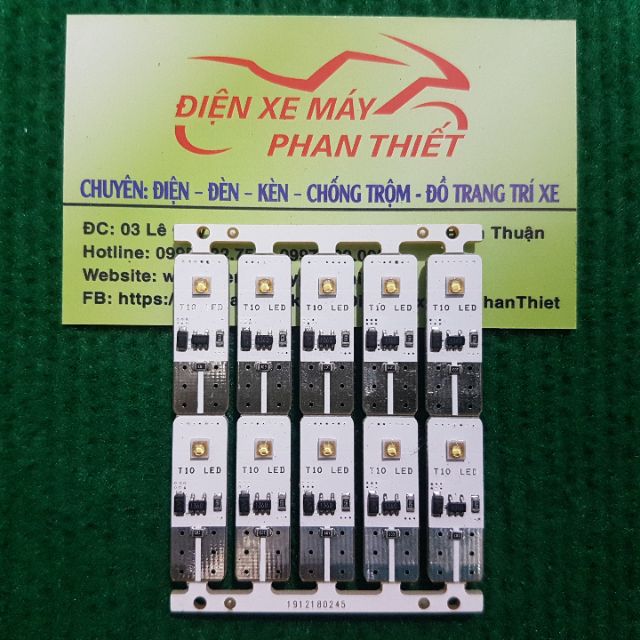 ĐIỆN XE MÁY
PHAN THIẾT
CHUYÊN: ĐIỆN - ĐÈN - KÈN - CHỐNG TRỘM - ĐỒ TRANG TRÍ XE
ĐC: 03 Lê Thuận
Hotline:
Website:
FB: https:/ PhanThiet
T10 LED T10 LED T10 LED T10 LED T10 LED
T10 LED T10 LED T10 LED T10 LED T10 LED
1912180245